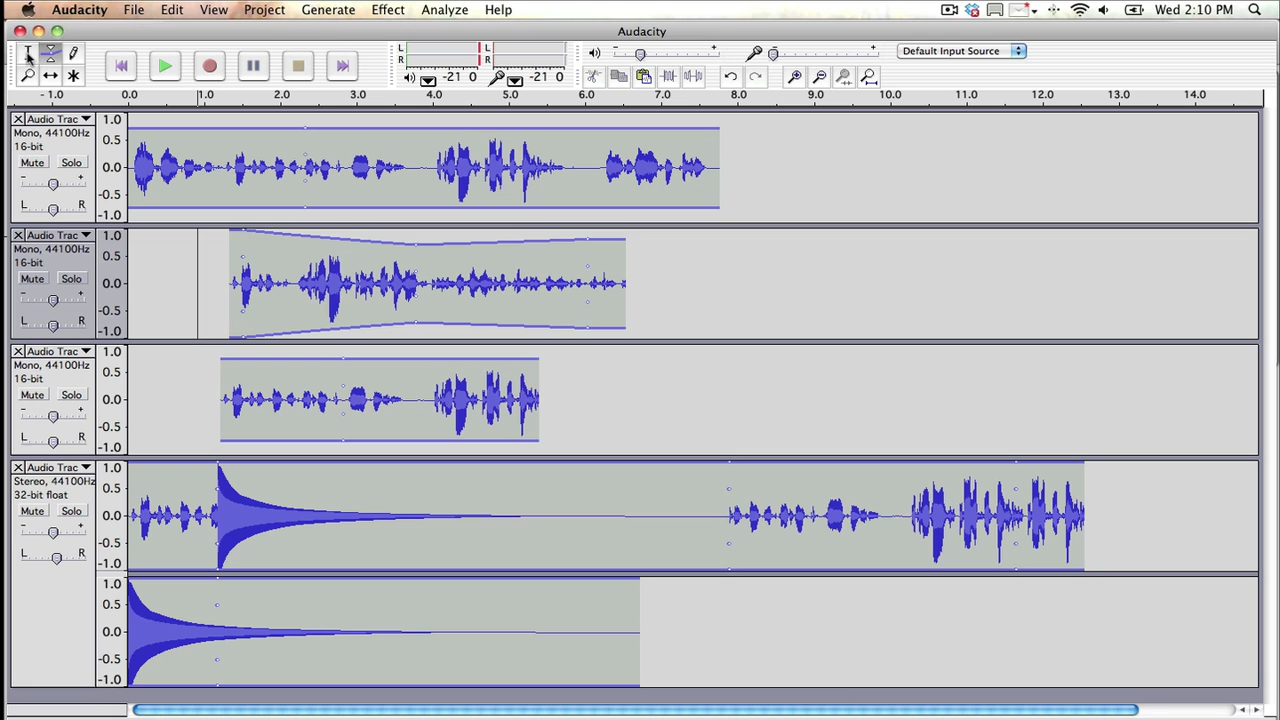 Audacity File Edit View Project Generate Effect Analyze Help Wed 2:10 PM
Audacity
L L
R R
-21 0 -21 0
- + - + Default Input Source
-1.0 0.0 1.0 2.0 3.0 4.0 5.0 6.0 7.0 8.0 9.0 10.0 11.0 12.0 13.0 14.0
X Audio Trac 1.0
Mono, 44100Hz
16-bit 0.5
Mute Solo 0.0
- +
L R -0.5
-1.0
X Audio Trac 1.0
Mono, 44100Hz
16-bit 0.5
Mute Solo 0.0
- +
L R -0.5
-1.0
X Audio Trac 1.0
Mono, 44100Hz
16-bit 0.5
Mute Solo 0.0
- +
L R -0.5
-1.0
X Audio Trac 1.0
Stereo, 44100Hz
32-bit float 0.5
Mute Solo 0.0
- +
L R -0.5
-1.0
1.0
0.5
0.0
-0.5
-1.0